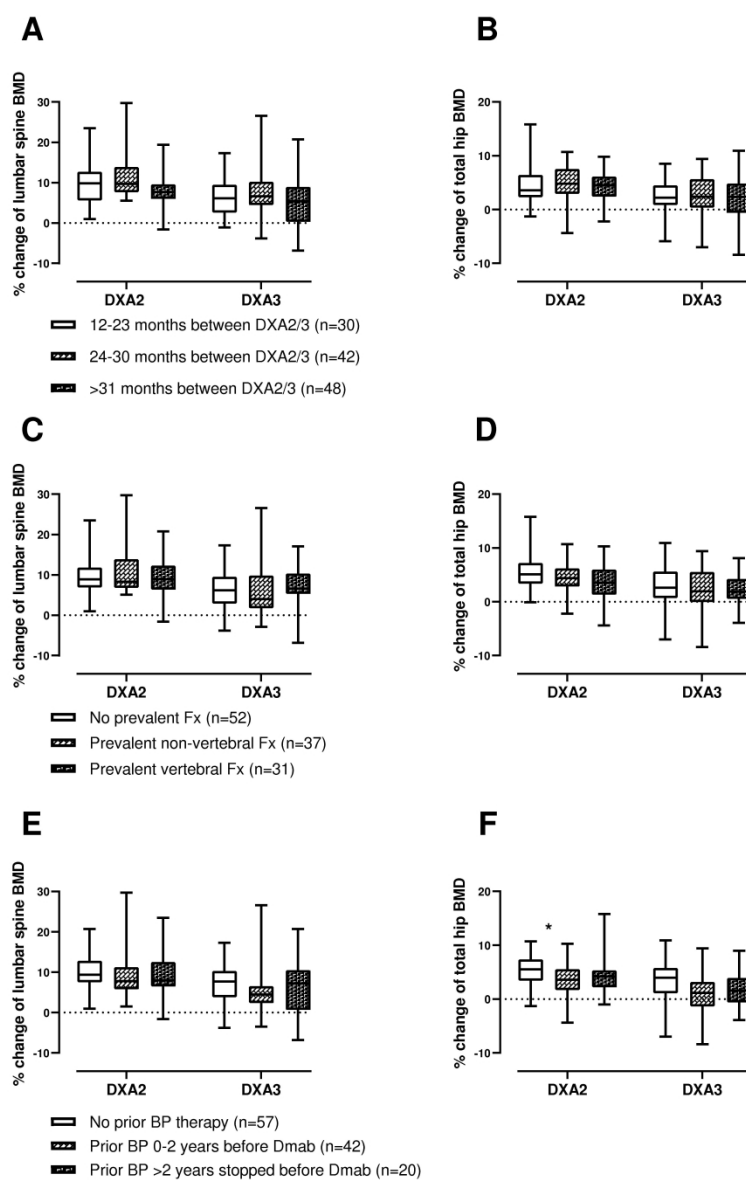 A
B
% change of lumbar spine BMD
30
20
10
0
-10
DXA2
DXA3
% change of total hip BMD
20
10
0
-10
DXA2
DXA3
12-23 months between DXA2/3 (n=30)
24-30 months between DXA2/3 (n=42)
>31 months between DXA2/3 (n=48)
C
D
% change of lumbar spine BMD
30
20
10
0
-10
DXA2
DXA3
% change of total hip BMD
20
10
0
-10
DXA2
DXA3
No prevalent Fx (n=52)
Prevalent non-vertebral Fx (n=37)
Prevalent vertebral Fx (n=31)
E
F
% change of lumbar spine BMD
30
20
10
0
-10
DXA2
DXA3
% change of total hip BMD
20
10
0
-10
*
DXA2
DXA3
No prior BP therapy (n=57)
Prior BP 0-2 years before Dmab (n=42)
Prior BP >2 years stopped before Dmab (n=20)